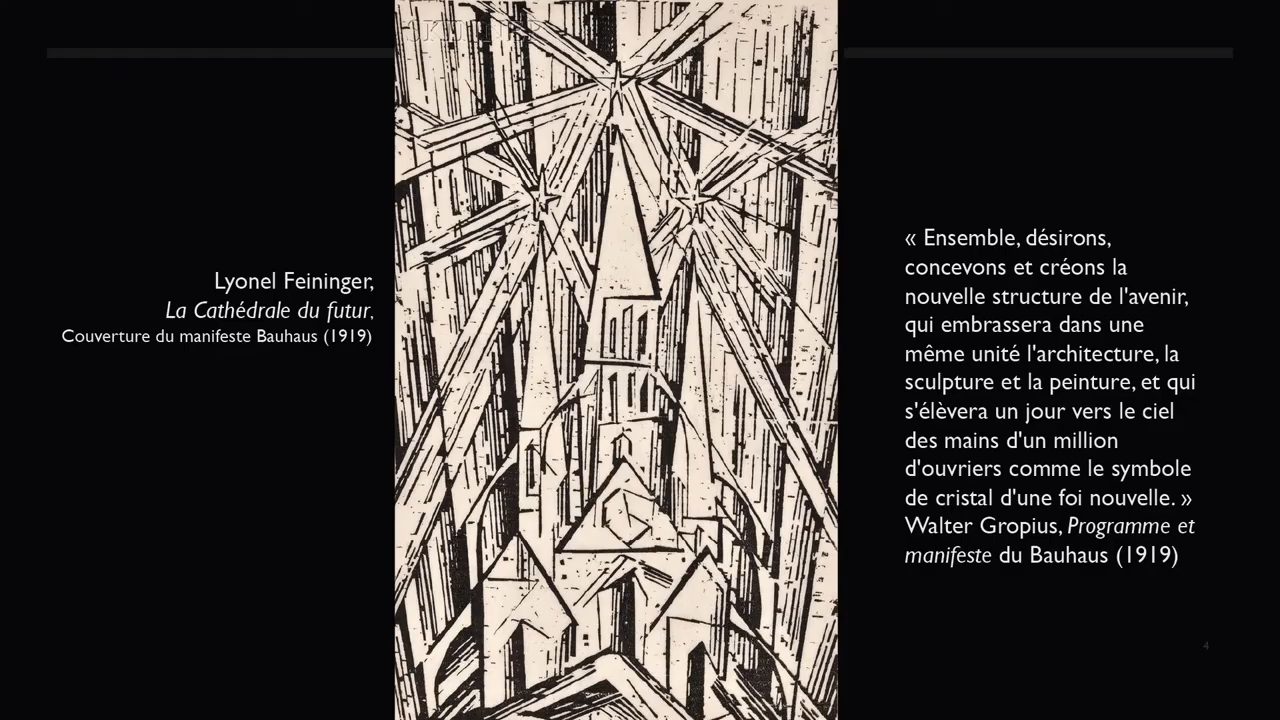 Lyonel Feininger,
La Cathédrale du futur,
Couverture du manifeste Bauhaus (1919)
« Ensemble, désirons,
concevons et créons la
nouvelle structure de l'avenir,
qui embrassera dans une
même unité l'architecture, la
sculpture et la peinture, et qui
s'élèvera un jour vers le ciel
des mains d'un million
d'ouvriers comme le symbole
de cristal d'une foi nouvelle. »
Walter Gropius, Programme et
manifeste du Bauhaus (1919)
4